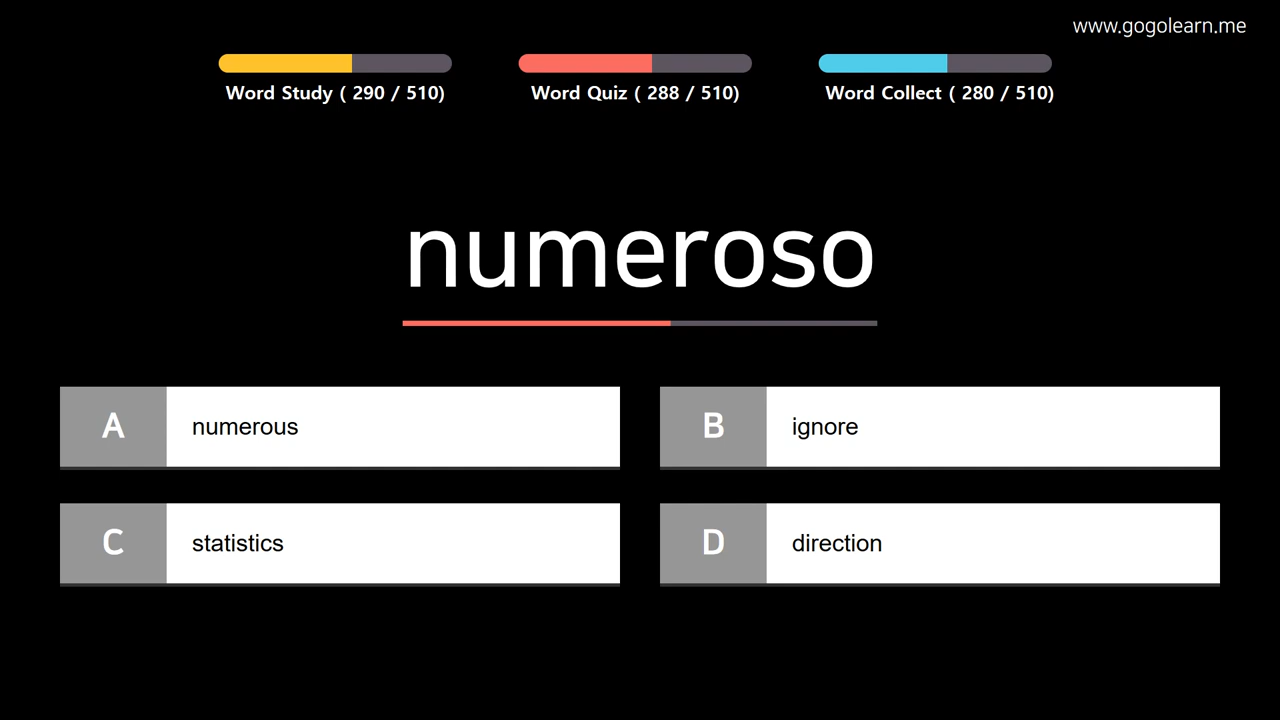 www.gogolearn.me
Word Study ( 290 / 510)
Word Quiz ( 288 / 510)
Word Collect ( 280 / 510)
numeroso
A numerous
B ignore
C statistics
D direction